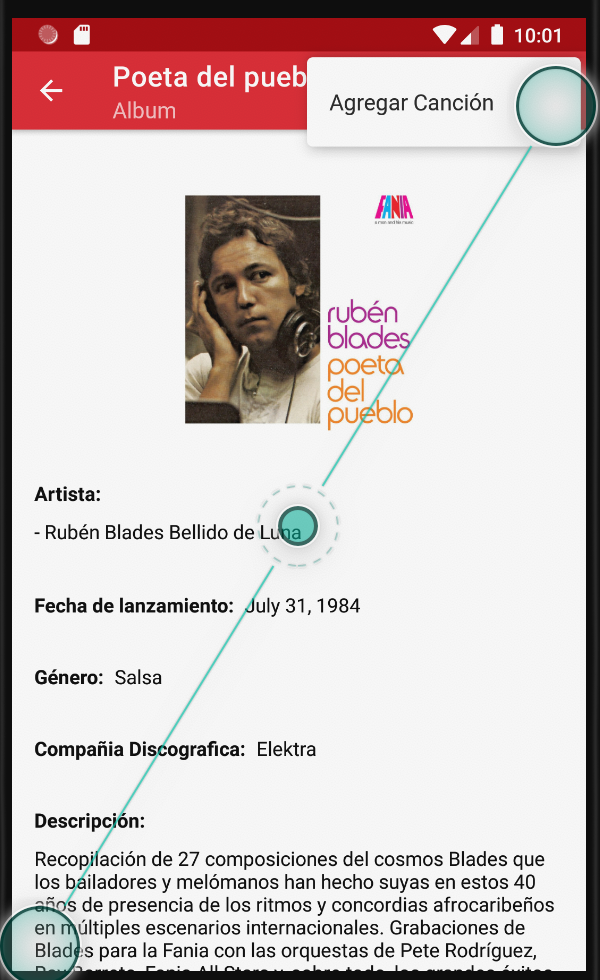 10:01
Poeta del pueb
Album
Agregar Canción
FANIA
rubén
blades
poeta
del
pueblo
Artista:
- Rubén Blades Bellido de Luna
Fecha de lanzamiento: July 31, 1984
Género: Salsa
Compañia Discografica: Elektra
Descripción:
Recopilación de 27 composiciones del cosmos Blades que
los bailadores y melómanos han hecho suyas en estos 40
años de presencia de los ritmos y concordias afrocaribeños
en múltiples escenarios internacionales. Grabaciones de
Blades para la Fania con las orquestas de Pete Rodríguez,